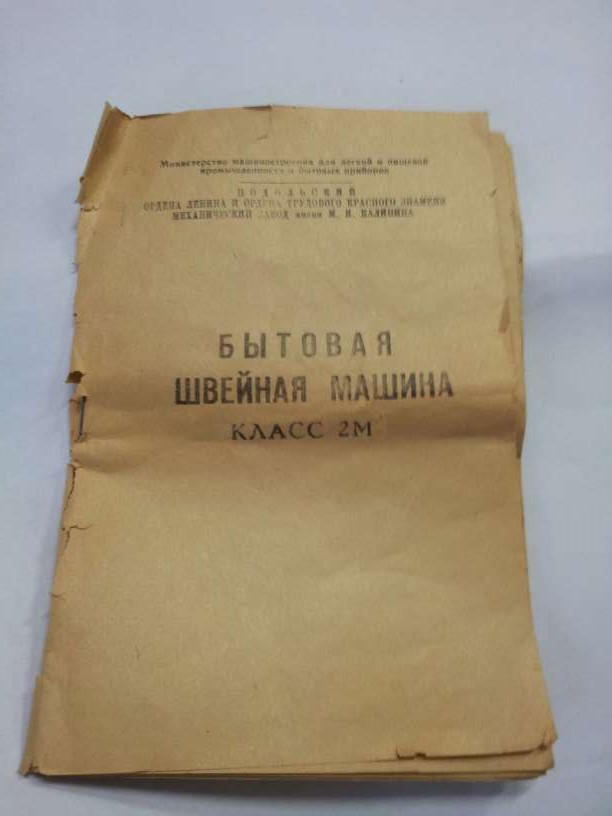 Министерство машиностроения для легкой и пищевой
промышленности и бытовых приборов
ПОДОЛЬСКИЙ
ОРДЕНА ЛЕНИНА И ОРДЕНА ТРУДОВОГО КРАСНОГО ЗНАМЕНИ
МЕХАНИЧЕСКИЙ ЗАВОД имени М. И. КАЛИНИНА
БЫТОВАЯ
ШВЕЙНАЯ МАШИНА
КЛАСС 2М